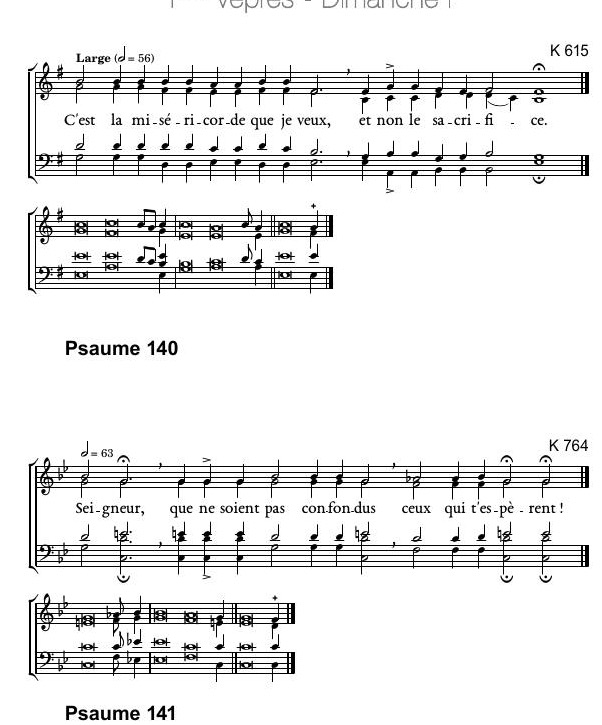 Vêpres - Dimanche I
K 615
Large (𝅗𝅥 = 56)
C'est la mi-sé-ri-cor-de que je veux, et non le sa-cri-fi-ce.
Psaume 140
K 764
𝅗𝅥 = 63
Sei-gneur, que ne soient pas con-fon-dus ceux qui t'es-pè-rent !
Psaume 141